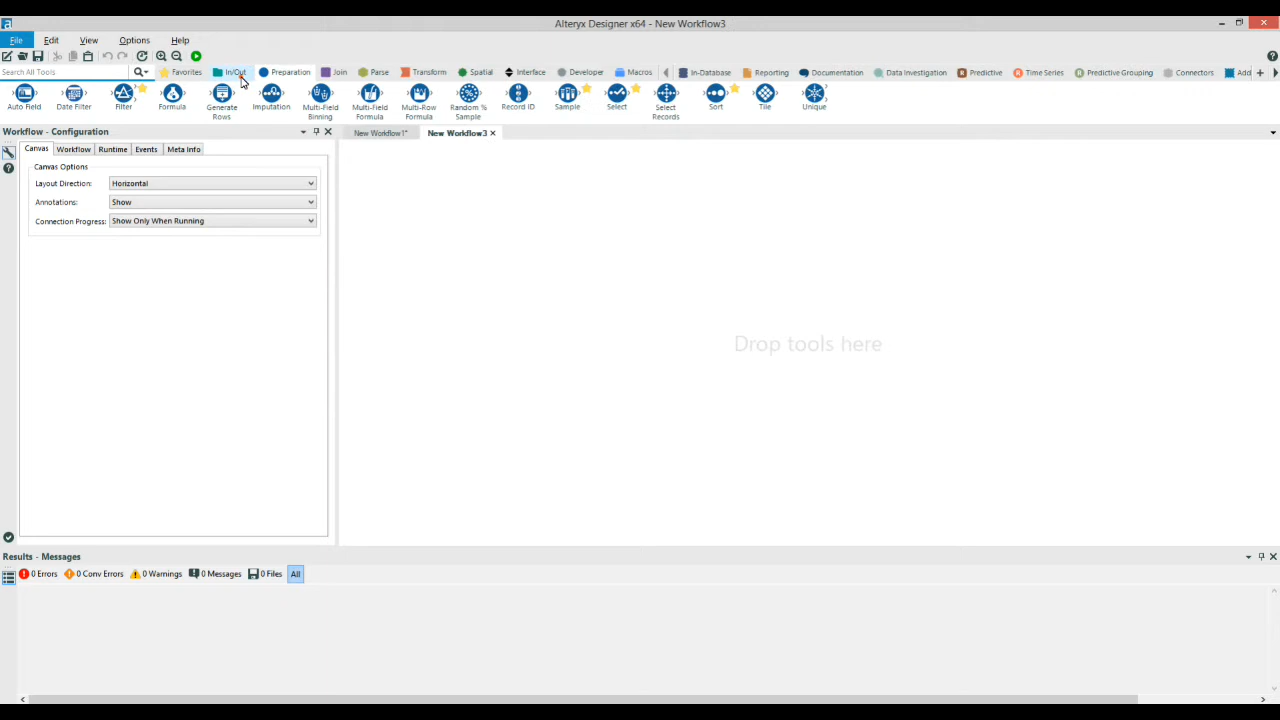 Alteryx Designer x64 - New Workflow3
File Edit View Options Help
Search All Tools Favorites In/Out Preparation Join Parse Transform Spatial Interface Developer Macros In-Database Reporting Documentation Data Investigation Predictive Time Series Predictive Grouping Connectors Add
Auto Field Date Filter Filter Formula Generate Rows Imputation Multi-Field Binning Multi-Field Formula Multi-Row Formula Random % Sample Record ID Sample Select Select Records Sort Tile Unique
Workflow - Configuration
New Workflow1* New Workflow3
Canvas Workflow Runtime Events Meta Info
Canvas Options
Layout Direction: Horizontal
Annotations: Show
Connection Progress: Show Only When Running
Drop tools here
Results - Messages
0 Errors 0 Conv Errors 0 Warnings 0 Messages 0 Files All